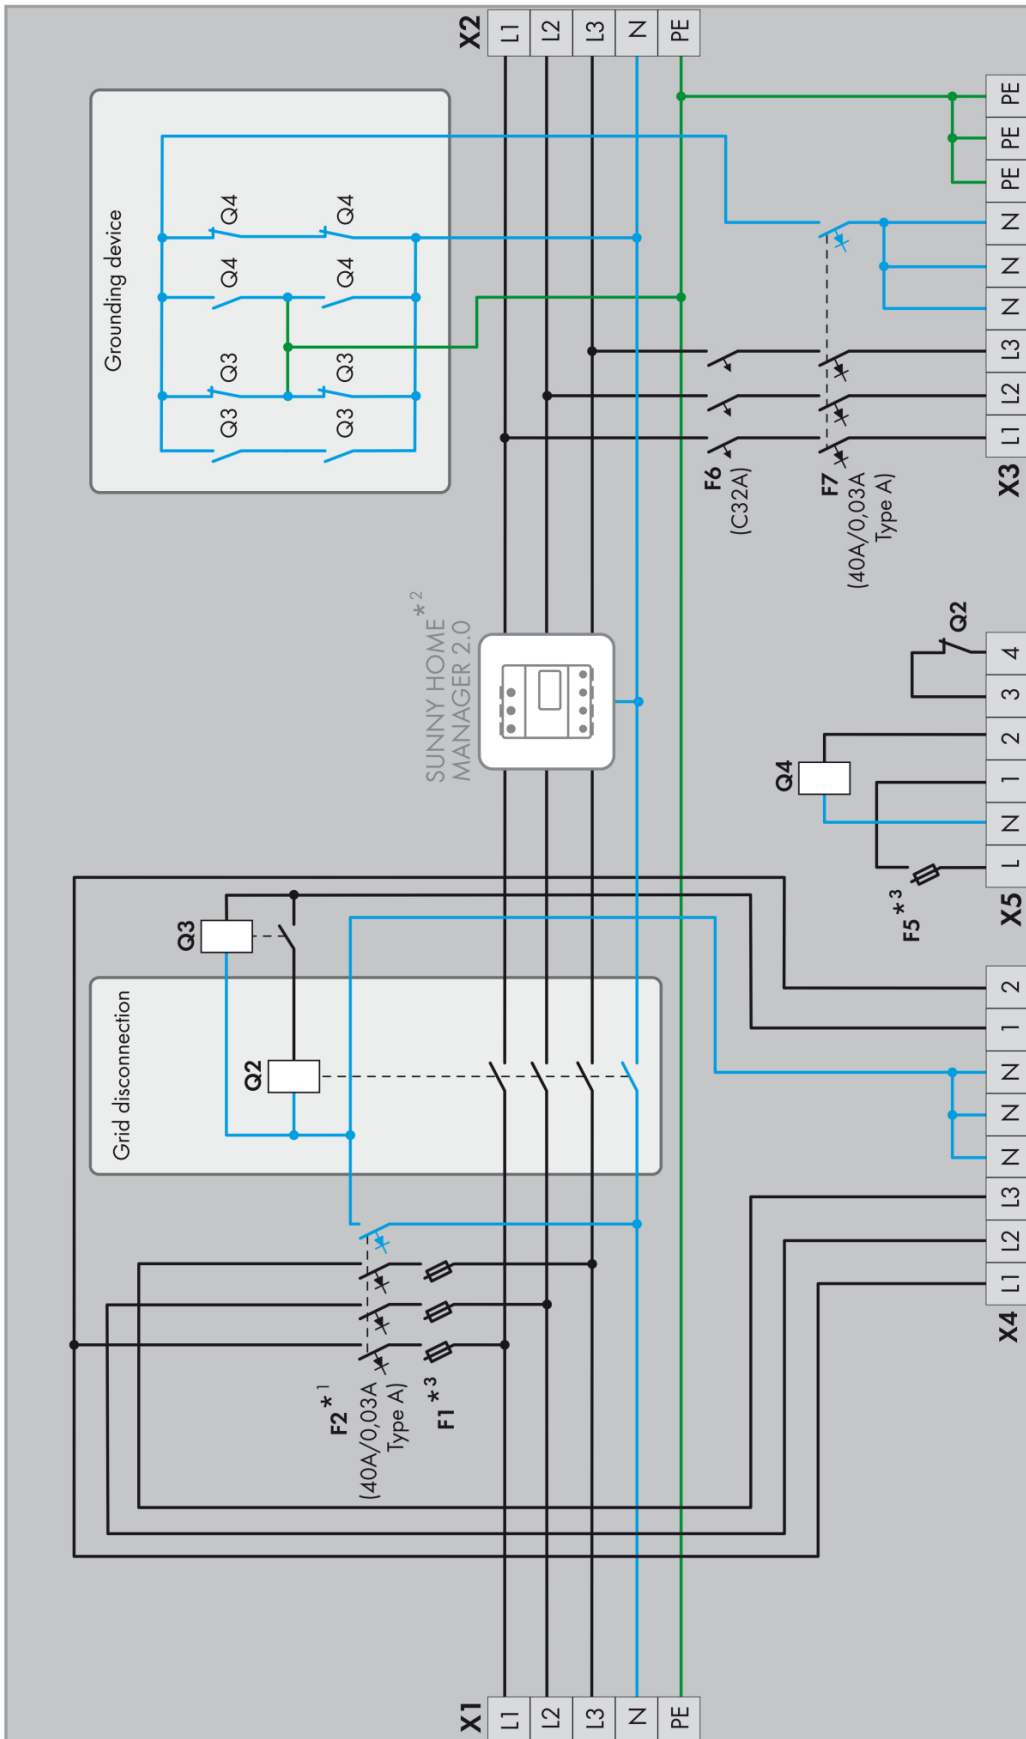 Grid disconnection
Grounding device
Q3
Q3 Q3 Q4 Q4
Q3 Q3 Q4 Q4
Q2
F2*1
(40A/0,03A
Type A)
F1*3
SUNNY HOME*2
MANAGER 2.0
X1
L1
L2
L3
N
PE
X2
L1
L2
L3
N
PE
F6
(C32A)
F7
(40A/0,03A
Type A)
Q4
F5*3
Q2
X4
L1 L2 L3 N N N 1 2
X5
L N 1 2 3 4
X3
L1 L2 L3 N N N PE PE PE